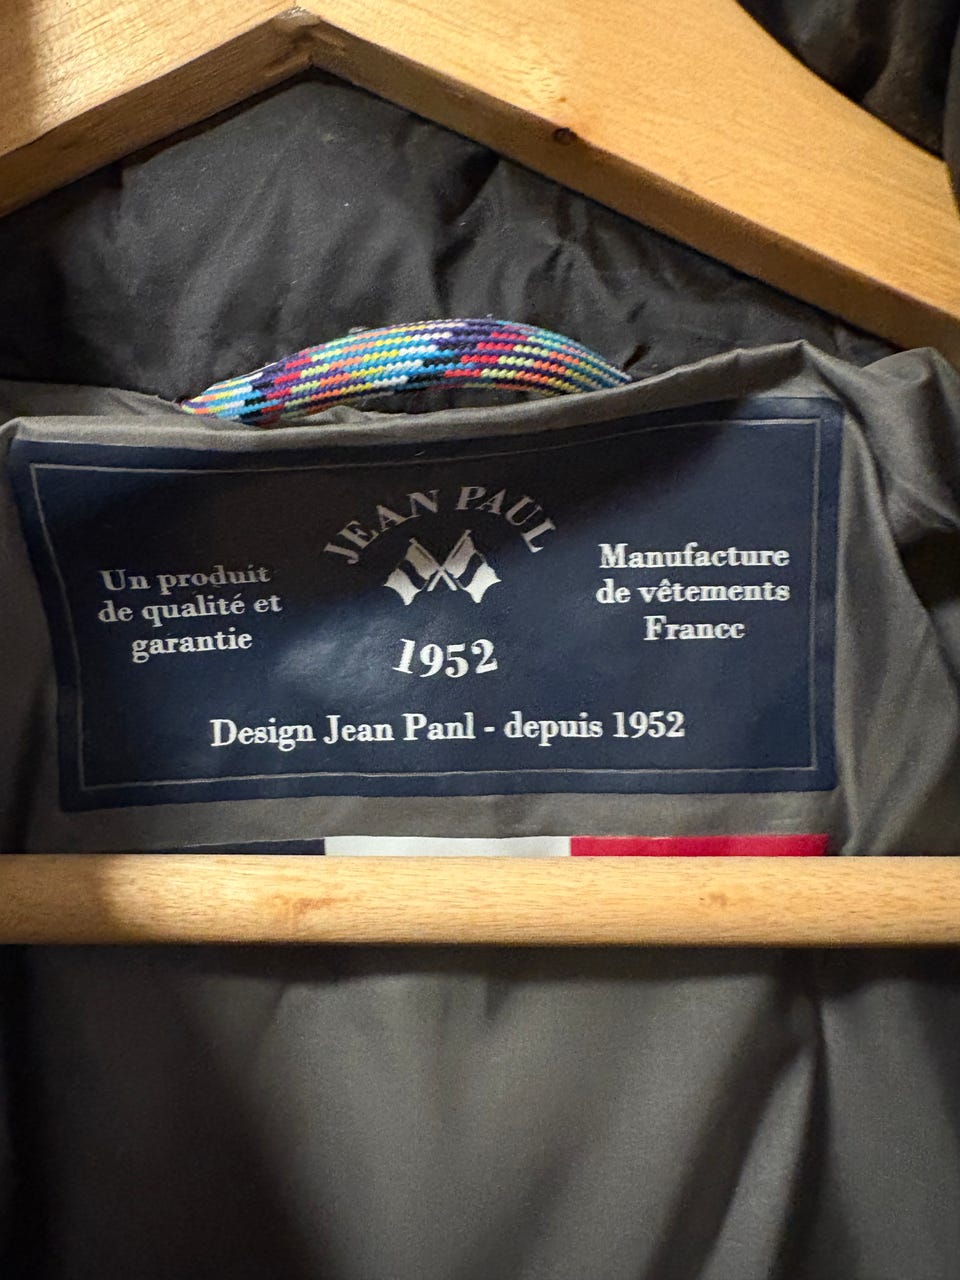 JEAN PAUL
Un produit
de qualité et
garantie
1952
Manufacture
de vêtements
Francc
Design Jean Panl - depuis 1952